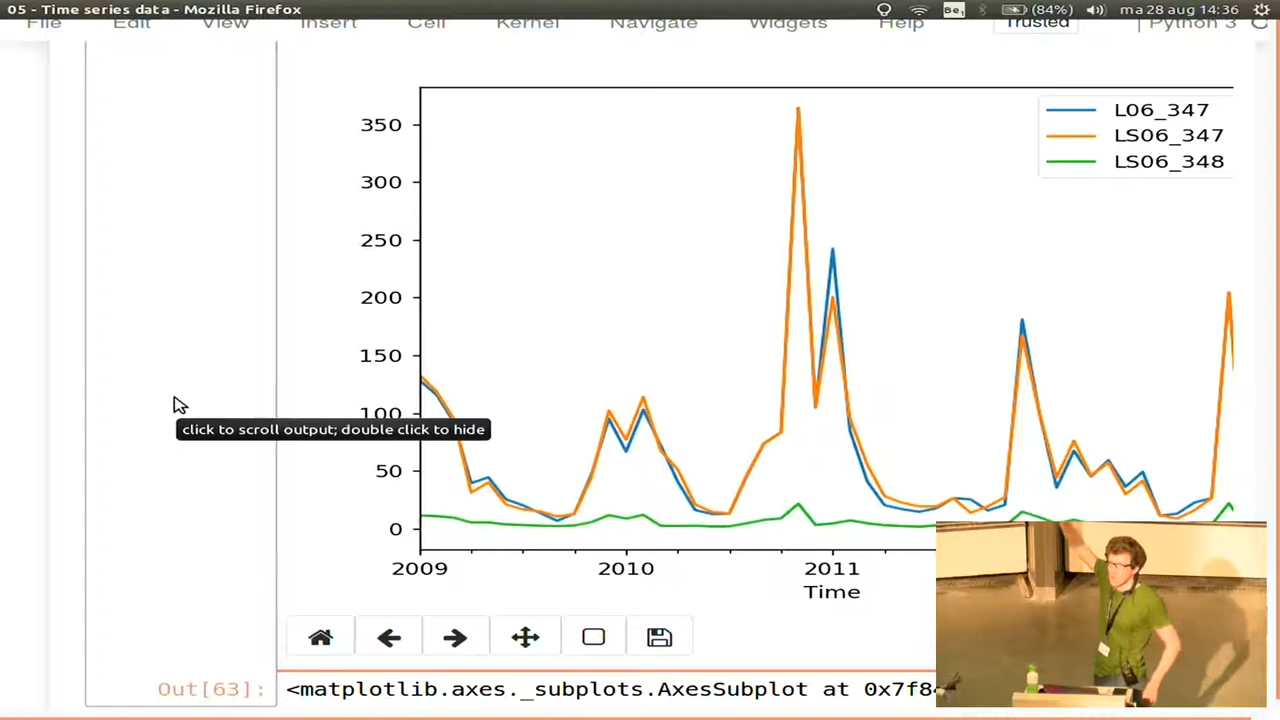 05 - Time series data - Mozilla Firefox
Be1 (84%) ma 28 aug 14:36
File Edit View Insert Cell Kernel Navigate Widgets Help Trusted | Python 3
350
300
250
200
150
100
50
0
L06_347
LS06_347
LS06_348
click to scroll output; double click to hide
2009 2010 2011
Time
Out[63]: <matplotlib.axes._subplots.AxesSubplot at 0x7f8